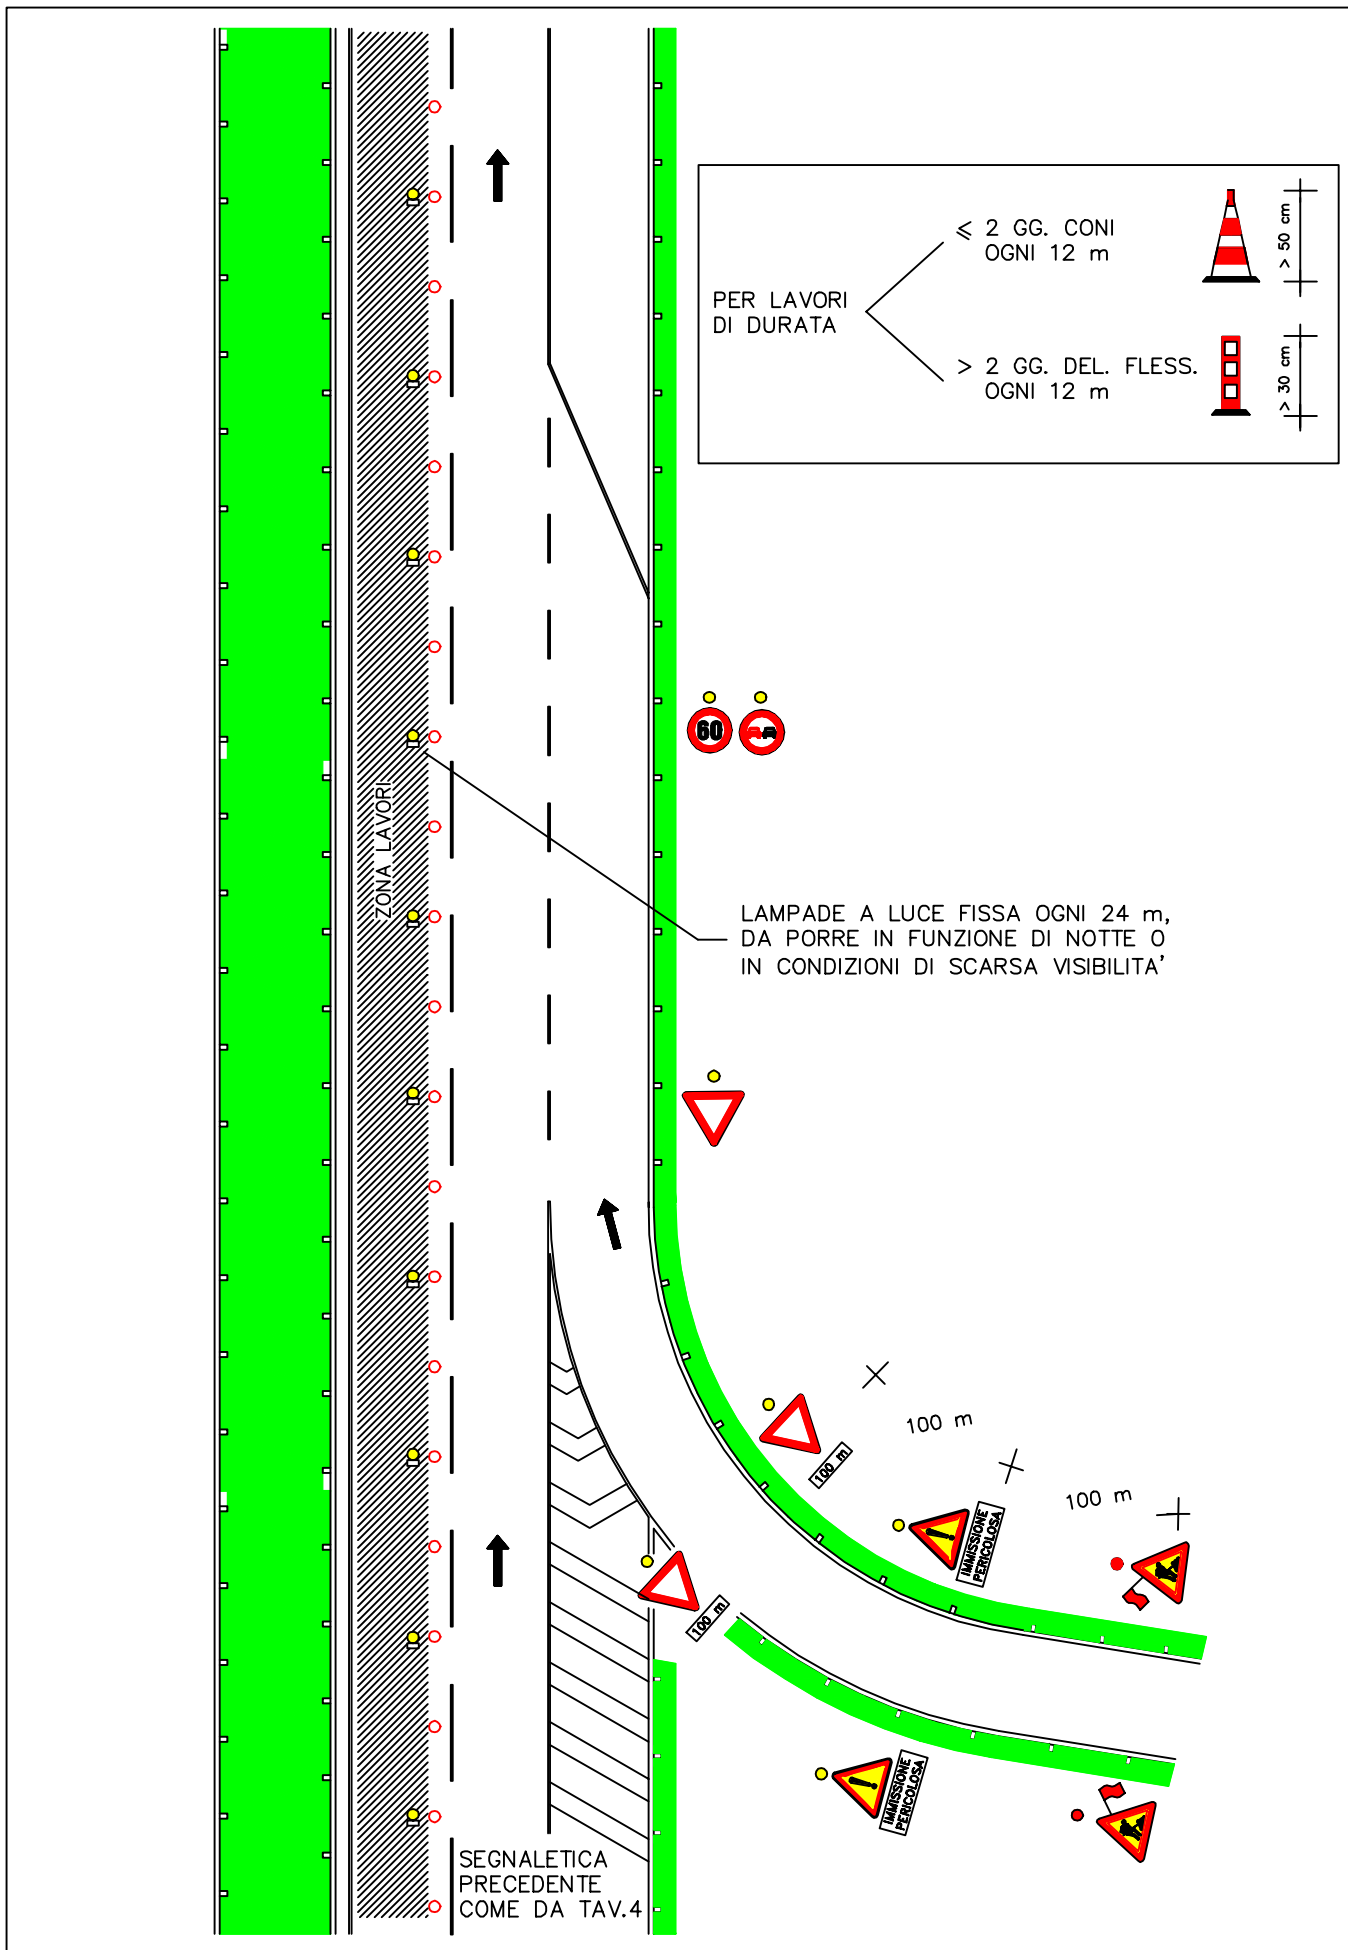 PER LAVORI
DI DURATA
⩽ 2 GG. CONI
OGNI 12 m
> 50 cm
> 2 GG. DEL. FLESS.
OGNI 12 m
> 30 cm
60
ZONA LAVORI
LAMPADE A LUCE FISSA OGNI 24 m,
DA PORRE IN FUNZIONE DI NOTTE O
IN CONDIZIONI DI SCARSA VISIBILITA'
100 m
100 m
100 m
IMMISSIONE
PERICOLOSA
100 m
IMMISSIONE
PERICOLOSA
SEGNALETICA
PRECEDENTE
COME DA TAV.4